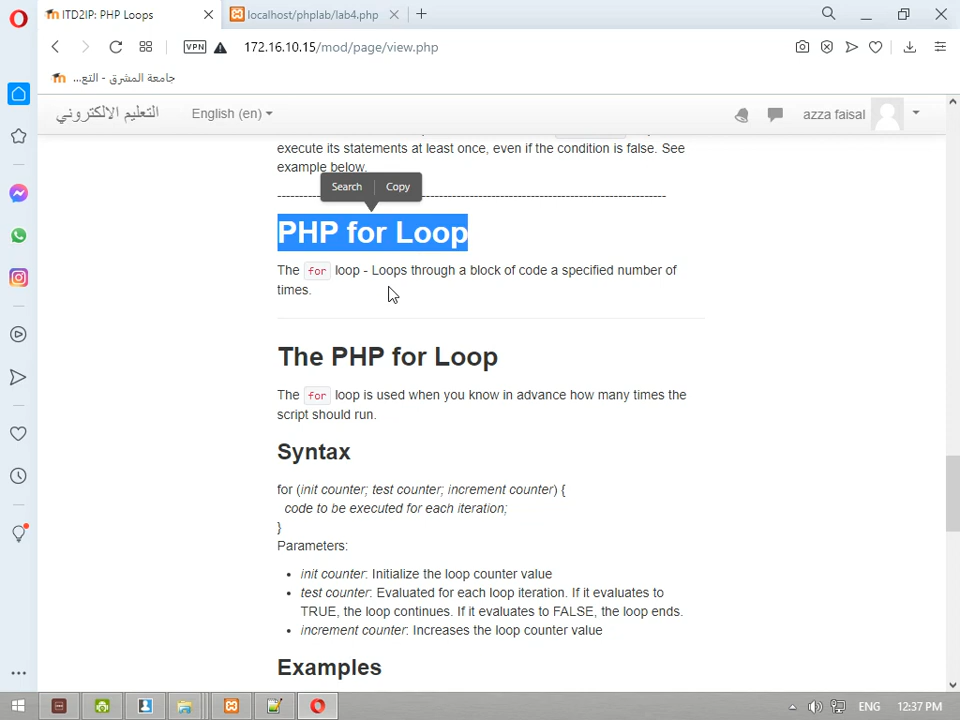 ITD2IP: PHP Loops
localhost/phplab/lab4.php
VPN
172.16.10.15/mod/page/view.php
جامعة المشرق - التع...
التعليم الالكتروني
English (en)
azza faisal
execute its statements at least once, even if the condition is false. See
example below.
Search
Copy
PHP for Loop
The for loop - Loops through a block of code a specified number of
times.
The PHP for Loop
The for loop is used when you know in advance how many times the
script should run.
Syntax
for (init counter; test counter; increment counter) {
code to be executed for each iteration;
}
Parameters:
• init counter: Initialize the loop counter value
• test counter: Evaluated for each loop iteration. If it evaluates to
TRUE, the loop continues. If it evaluates to FALSE, the loop ends.
• increment counter: Increases the loop counter value
Examples
ENG
12:37 PM